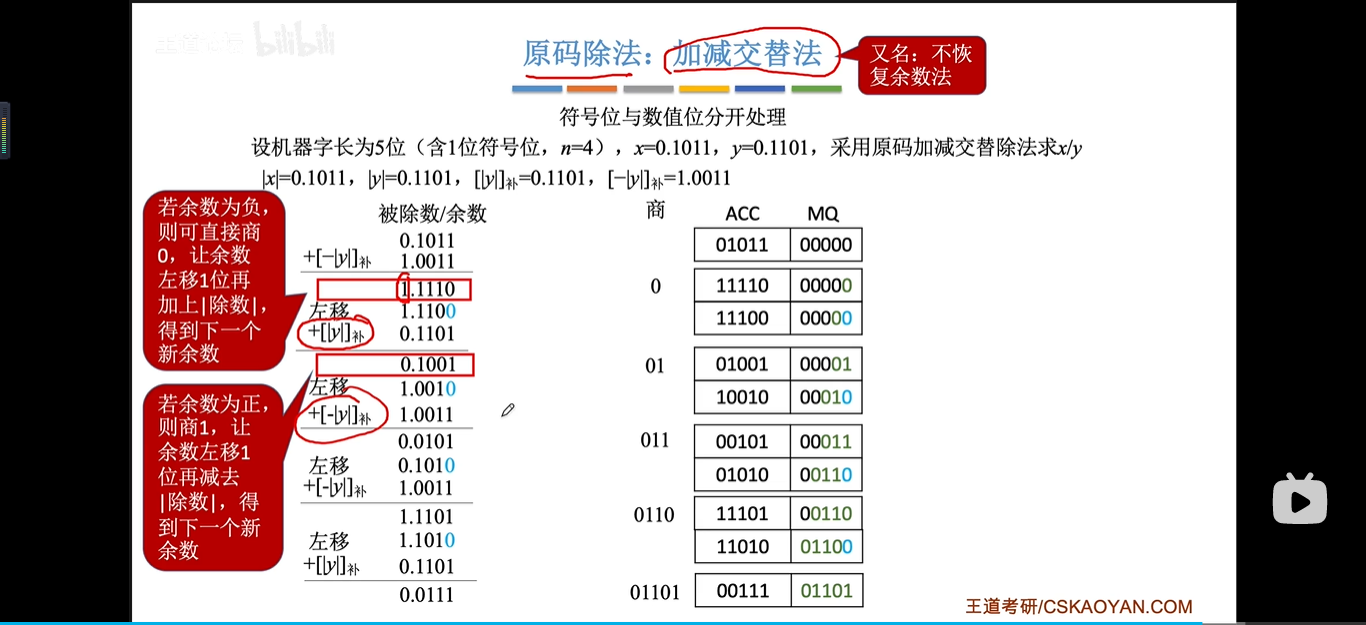 bilibili
原码除法：加减交替法
又名：不恢
复余数法
符号位与数值位分开处理
设机器字长为5位（含1位符号位，n=4），x=0.1011，y=0.1101，采用原码加减交替除法求x/y
|x|=0.1011，|y|=0.1101，[|y|]补=0.1101，[−|y|]补=1.0011
若余数为负，
则可直接商
0，让余数
左移1位再
加上|除数|，
得到下一个
新余数
若余数为正，
则商1，让
余数左移1
位再减去
|除数|，得
到下一个新
余数
被除数/余数 商 ACC MQ
0.1011 01011 00000
+[−|y|]补 1.0011
1.1110 0 11110 00000
左移 1.1100 11100 00000
+[|y|]补 0.1101
0.1001 01 01001 00001
左移 1.0010 10010 00010
+[-|y|]补 1.0011
0.0101 011 00101 00011
左移 0.1010 01010 00110
+[-|y|]补 1.0011
1.1101 0110 11101 00110
左移 1.1010 11010 01100
+[|y|]补 0.1101
0.0111 01101 00111 01101
王道考研/CSKAOYAN.COM